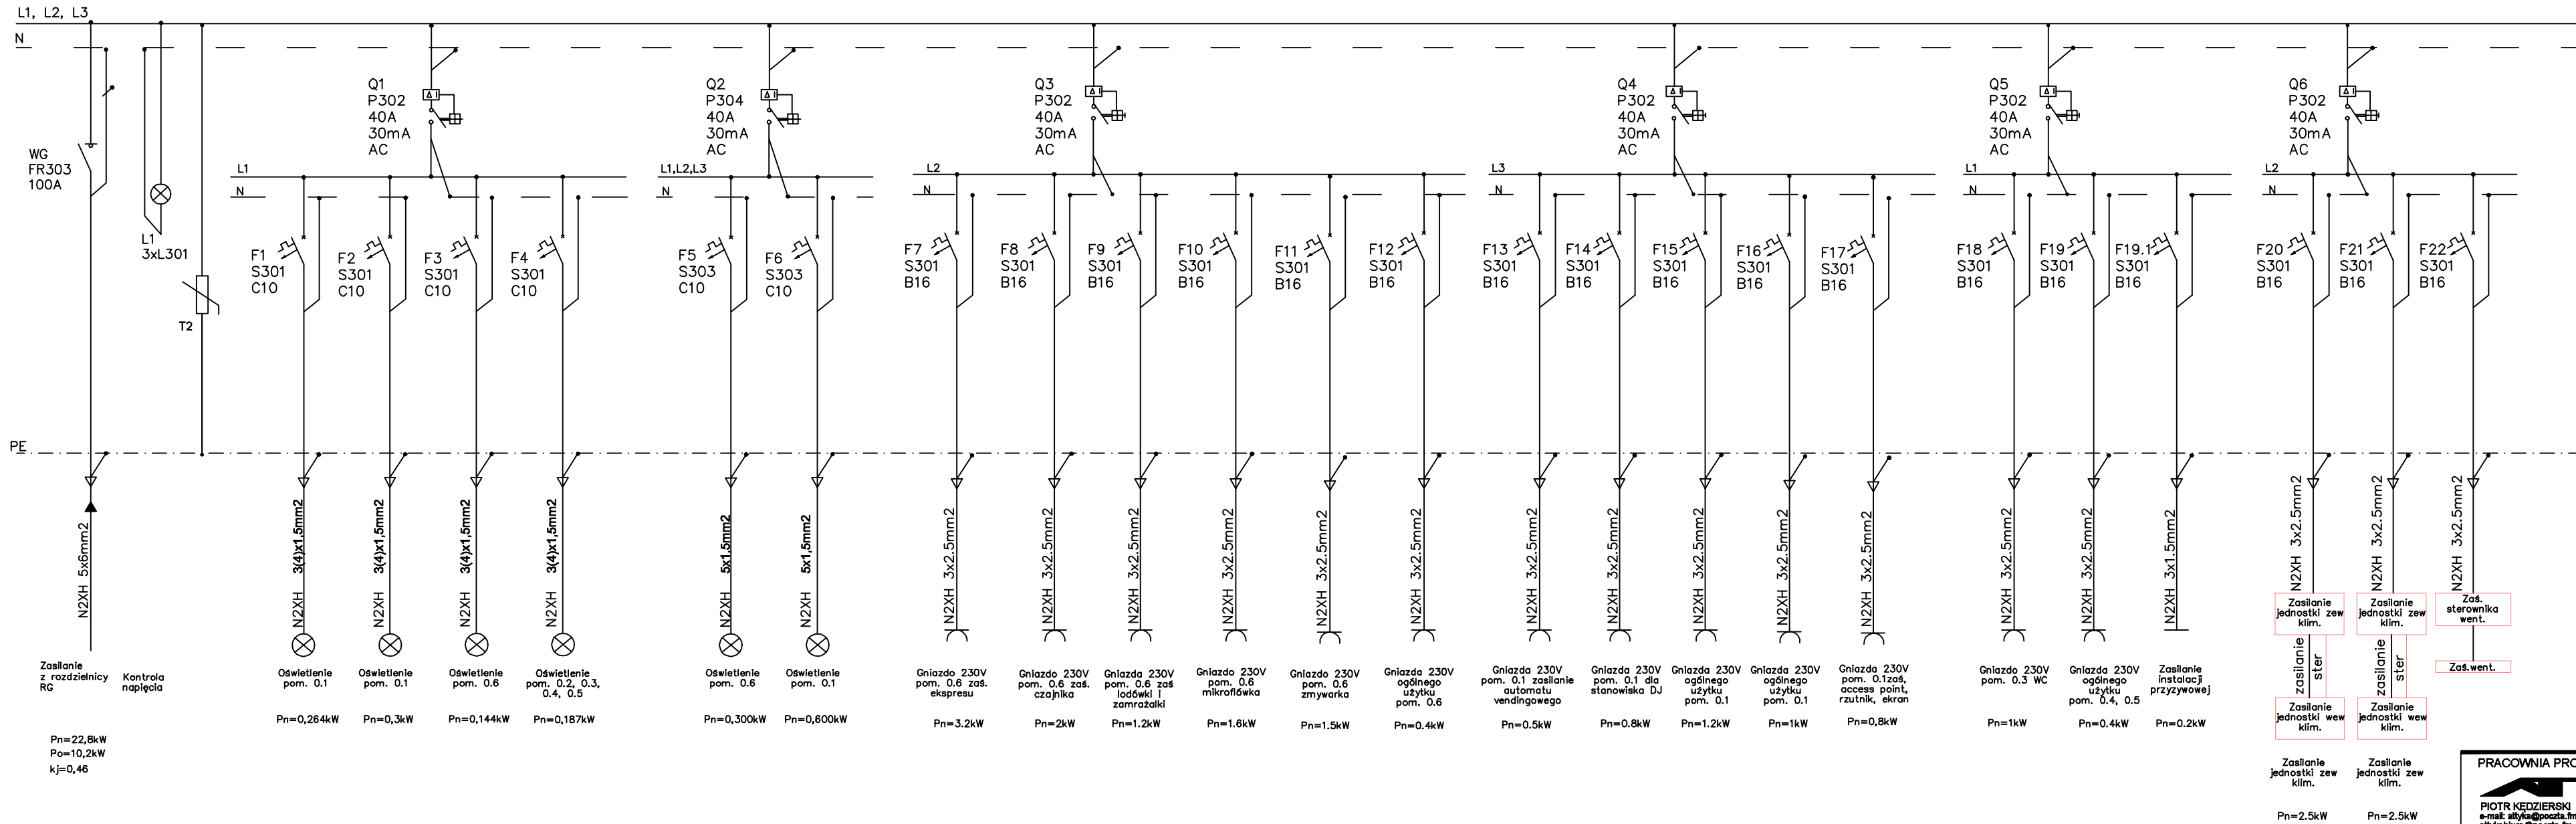 L1, L2, L3
N
WG
FR303
100A
L1
3xL301
T2
PE
N2XH 5x6mm2
Zasilanie
z rozdzielnicy
RG
Kontrola
napięcia
Pn=22,8kW
Po=10,2kW
kj=0,46
Q1
P302
40A
30mA
AC
L1
N
F1
S301
C10
F2
S301
C10
F3
S301
C10
F4
S301
C10
N2XH 3(4)x1,5mm2
N2XH 3(4)x1,5mm2
N2XH 3(4)x1,5mm2
N2XH 3(4)x1,5mm2
Oświetlenie
pom. 0.1
Pn=0,264kW
Oświetlenie
pom. 0.1
Pn=0,3kW
Oświetlenie
pom. 0.6
Pn=0,144kW
Oświetlenie
pom. 0.2, 0.3,
0.4, 0.5
Pn=0,187kW
Q2
P304
40A
30mA
AC
L1,L2,L3
N
F5
S303
C10
F6
S303
C10
N2XH 5x1,5mm2
N2XH 5x1,5mm2
Oświetlenie
pom. 0.6
Pn=0,300kW
Oświetlenie
pom. 0.1
Pn=0,600kW
Q3
P302
40A
30mA
AC
L2
N
F7
S301
B16
F8
S301
B16
F9
S301
B16
F10
S301
B16
F11
S301
B16
F12
S301
B16
N2XH 3x2.5mm2
N2XH 3x2.5mm2
N2XH 3x2.5mm2
N2XH 3x2.5mm2
N2XH 3x2.5mm2
N2XH 3x2.5mm2
Gniazdo 230V
pom. 0.6 zaś.
ekspresu
Pn=3.2kW
Gniazdo 230V
pom. 0.6 zaś.
czajnika
Pn=2kW
Gniazda 230V
pom. 0.6 zaś
lodówki i
zamrażalki
Pn=1.2kW
Gniazdo 230V
pom. 0.6
mikroflówka
Pn=1.6kW
Gniazdo 230V
pom. 0.6
zmywarka
Pn=1.5kW
Gniazda 230V
ogólnego
użytku
pom. 0.6
Pn=0.4kW
Q4
P302
40A
30mA
AC
L3
N
F13
S301
B16
F14
S301
B16
F15
S301
B16
F16
S301
B16
F17
S301
B16
N2XH 3x2.5mm2
N2XH 3x2.5mm2
N2XH 3x2.5mm2
N2XH 3x2.5mm2
N2XH 3x2.5mm2
Gniazda 230V
pom. 0.1 zasilanie
automatu
vendingowego
Pn=0.5kW
Gniazda 230V
pom. 0.1 dla
stanowiska DJ
Pn=0.8kW
Gniazda 230V
ogólnego
użytku
pom. 0.1
Pn=1.2kW
Gniazda 230V
ogólnego
użytku
pom. 0.1
Pn=1kW
Gniazda 230V
pom. 0.1zaś,
access point,
rzutnik, ekran
Pn=0,8kW
Q5
P302
40A
30mA
AC
L1
N
F18
S301
B16
F19
S301
B16
F19.1
S301
B16
N2XH 3x2.5mm2
N2XH 3x2.5mm2
N2XH 3x1.5mm2
Gniazdo 230V
pom. 0.3 WC
Pn=1kW
Gniazda 230V
ogólnego
użytku
pom. 0.4, 0.5
Pn=0.4kW
Zasilanie
instalacji
przyzywowej
Pn=0.2kW
Q6
P302
40A
30mA
AC
L2
N
F20
S301
B16
F21
S301
B16
F22
S301
B16
N2XH 3x2.5mm2
N2XH 3x2.5mm2
N2XH 3x2.5mm2
Zasilanie
jednostki zew
klim.
zasilanie
ster
Zasilanie
jednostki wew
klim.
Zasilanie
jednostki zew
klim.
Pn=2.5kW
Zasilanie
jednostki zew
klim.
zasilanie
ster
Zasilanie
jednostki wew
klim.
Zasilanie
jednostki zew
klim.
Pn=2.5kW
Zaś.
sterownika
went.
Zaś.went.
PRACOWNIA PRO
PIOTR KĘDZIERSKI
e-mail: attyka@poczta.fm